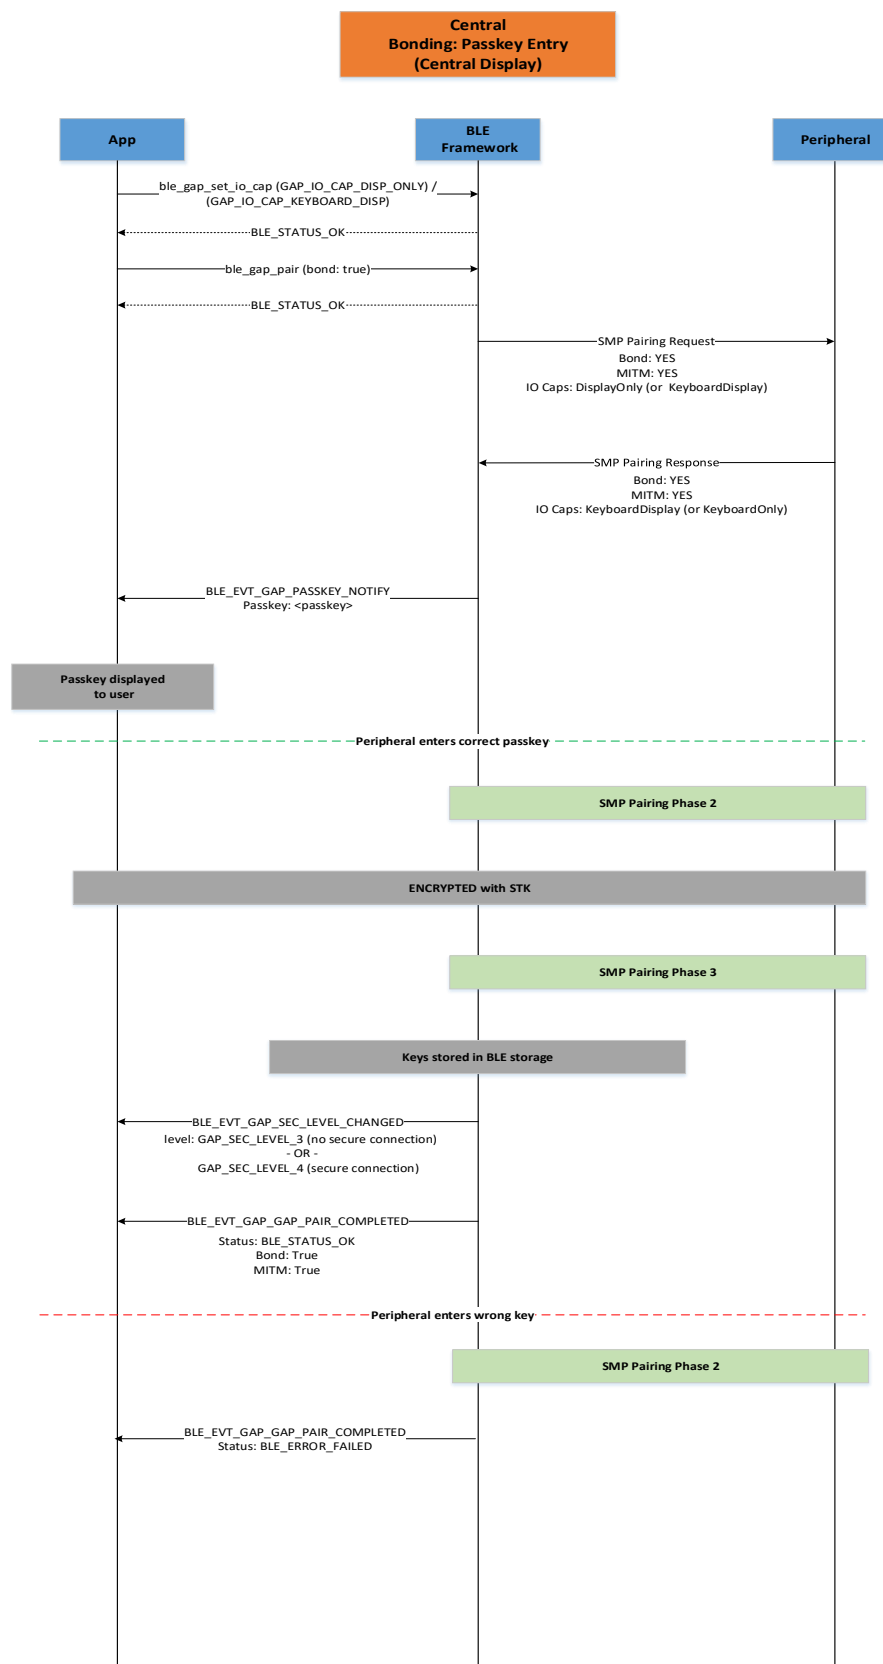 Central
Bonding: Passkey Entry
(Central Display)
App
BLE
Framework
Peripheral
ble_gap_set_io_cap (GAP_IO_CAP_DISP_ONLY) /
(GAP_IO_CAP_KEYBOARD_DISP)
BLE_STATUS_OK
ble_gap_pair (bond: true)
BLE_STATUS_OK
SMP Pairing Request
Bond: YES
MITM: YES
IO Caps: DisplayOnly (or KeyboardDisplay)
SMP Pairing Response
Bond: YES
MITM: YES
IO Caps: KeyboardDisplay (or KeyboardOnly)
BLE_EVT_GAP_PASSKEY_NOTIFY
Passkey: <passkey>
Passkey displayed
to user
Peripheral enters correct passkey
SMP Pairing Phase 2
ENCRYPTED with STK
SMP Pairing Phase 3
Keys stored in BLE storage
BLE_EVT_GAP_SEC_LEVEL_CHANGED
level: GAP_SEC_LEVEL_3 (no secure connection)
- OR -
GAP_SEC_LEVEL_4 (secure connection)
BLE_EVT_GAP_GAP_PAIR_COMPLETED
Status: BLE_STATUS_OK
Bond: True
MITM: True
Peripheral enters wrong key
SMP Pairing Phase 2
BLE_EVT_GAP_GAP_PAIR_COMPLETED
Status: BLE_ERROR_FAILED